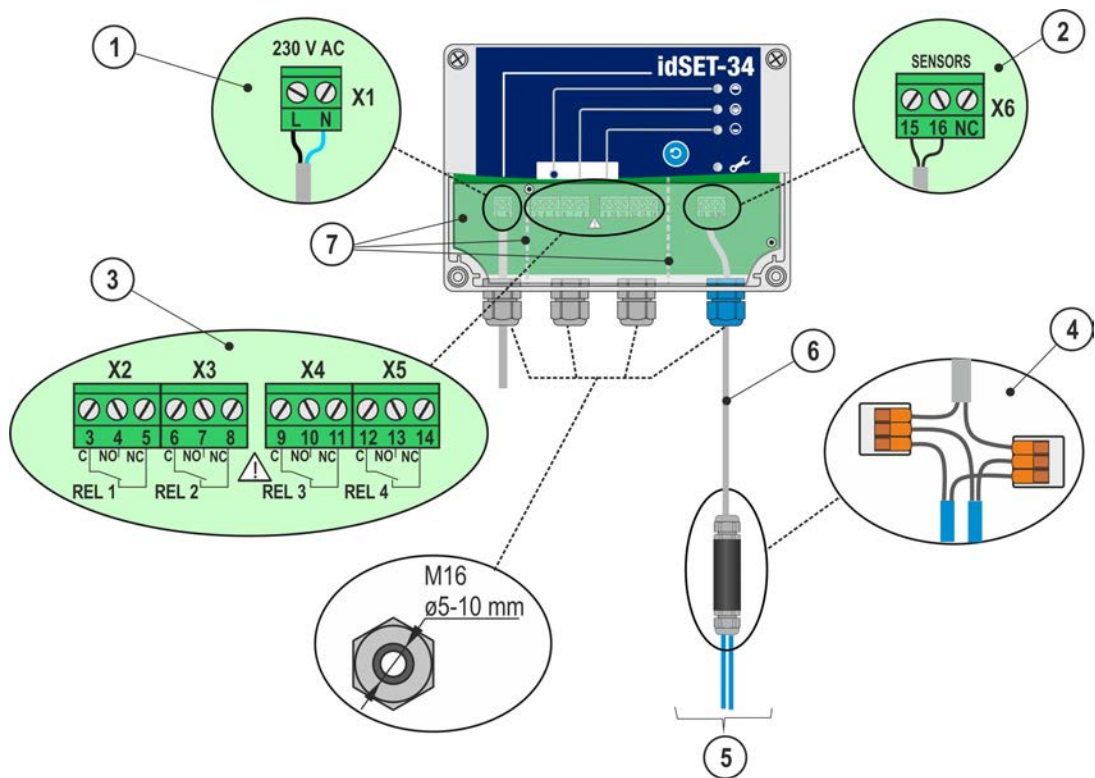 1
230 V AC
X1
L N
idSET-34
2
SENSORS
X6
15 16 NC
7
3
X2 X3 X4 X5
3 4 5 6 7 8 9 10 11 12 13 14
C NO NC C NO NC C NO NC C NO NC
REL 1 REL 2 REL 3 REL 4
6
4
M16
ø5-10 mm
5